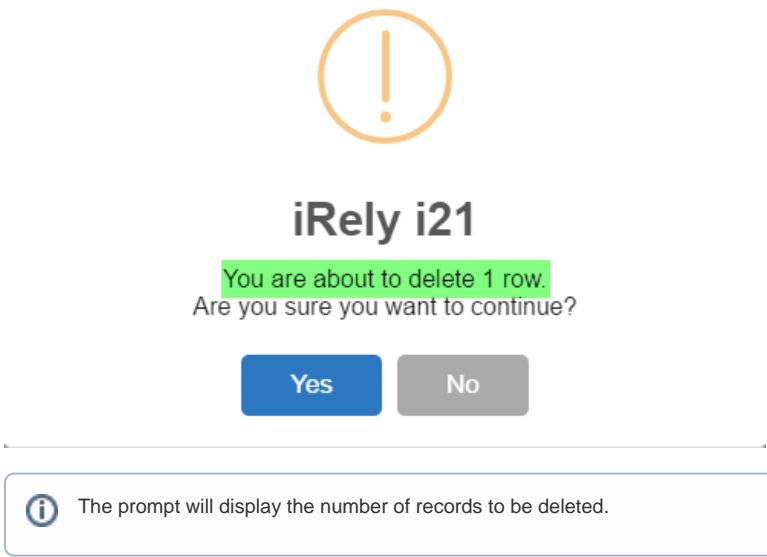 iRely i21
You are about to delete 1 row.
Are you sure you want to continue?
Yes No
The prompt will display the number of records to be deleted.